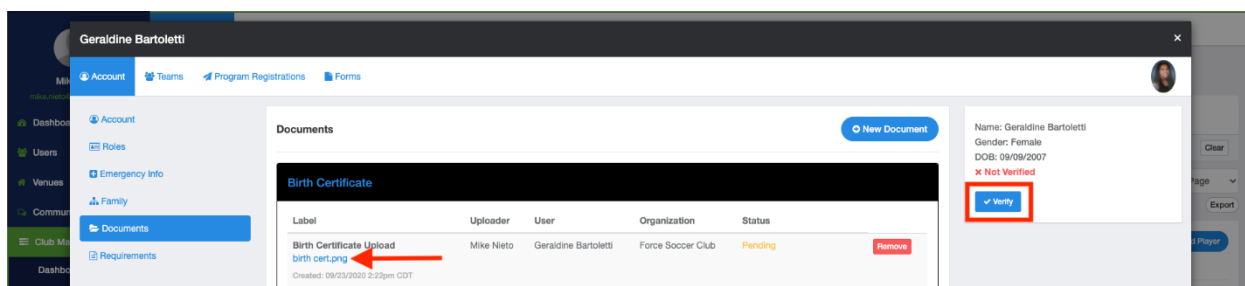 Geraldine Bartoletti
×
Account
Teams
Program Registrations
Forms
Dashboa
Users
Venues
Commun
Club Ma
Dashbo
Account
Roles
Emergency Info
Family
Documents
Requirements
Documents
New Document
Birth Certificate
Label Uploader User Organization Status
Birth Certificate Upload Mike Nieto Geraldine Bartoletti Force Soccer Club Pending Remove
birth cert.png
Created: 09/23/2020 2:22pm CDT
Name: Geraldine Bartoletti
Gender: Female
DOB: 09/09/2007
× Not Verified
Verify
Clear
Page
Export
d Player